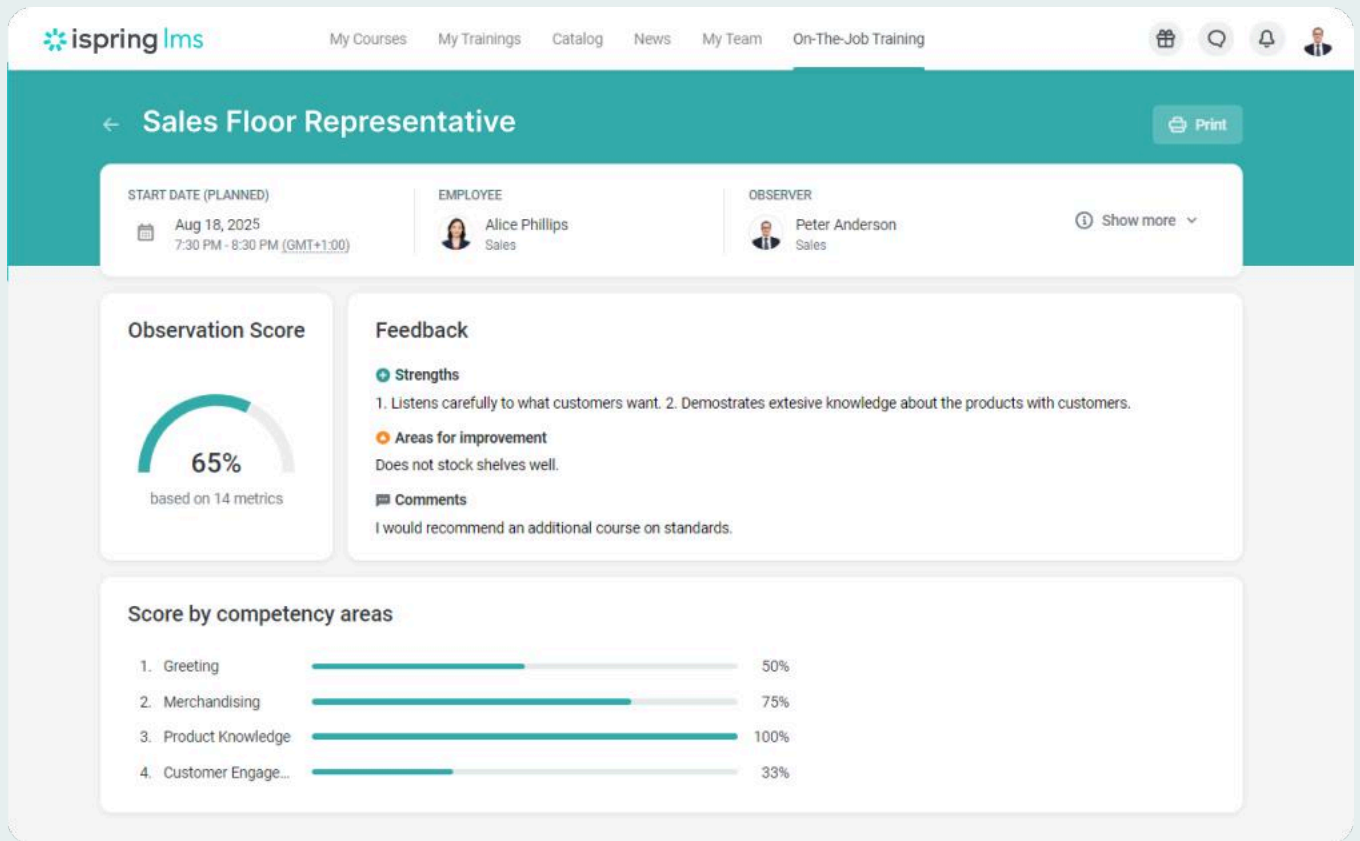 ispring lms
My Courses My Trainings Catalog News My Team On-The-Job Training
← Sales Floor Representative
Print
START DATE (PLANNED) EMPLOYEE OBSERVER
Aug 18, 2025 Alice Phillips Peter Anderson
7:30 PM - 8:30 PM (GMT+1:00) Sales Sales
Show more
Observation Score
65%
based on 14 metrics
Feedback
Strengths
1. Listens carefully to what customers want. 2. Demostrates extesive knowledge about the products with customers.
Areas for improvement
Does not stock shelves well.
Comments
I would recommend an additional course on standards.
Score by competency areas
1. Greeting 50%
2. Merchandising 75%
3. Product Knowledge 100%
4. Customer Engage... 33%